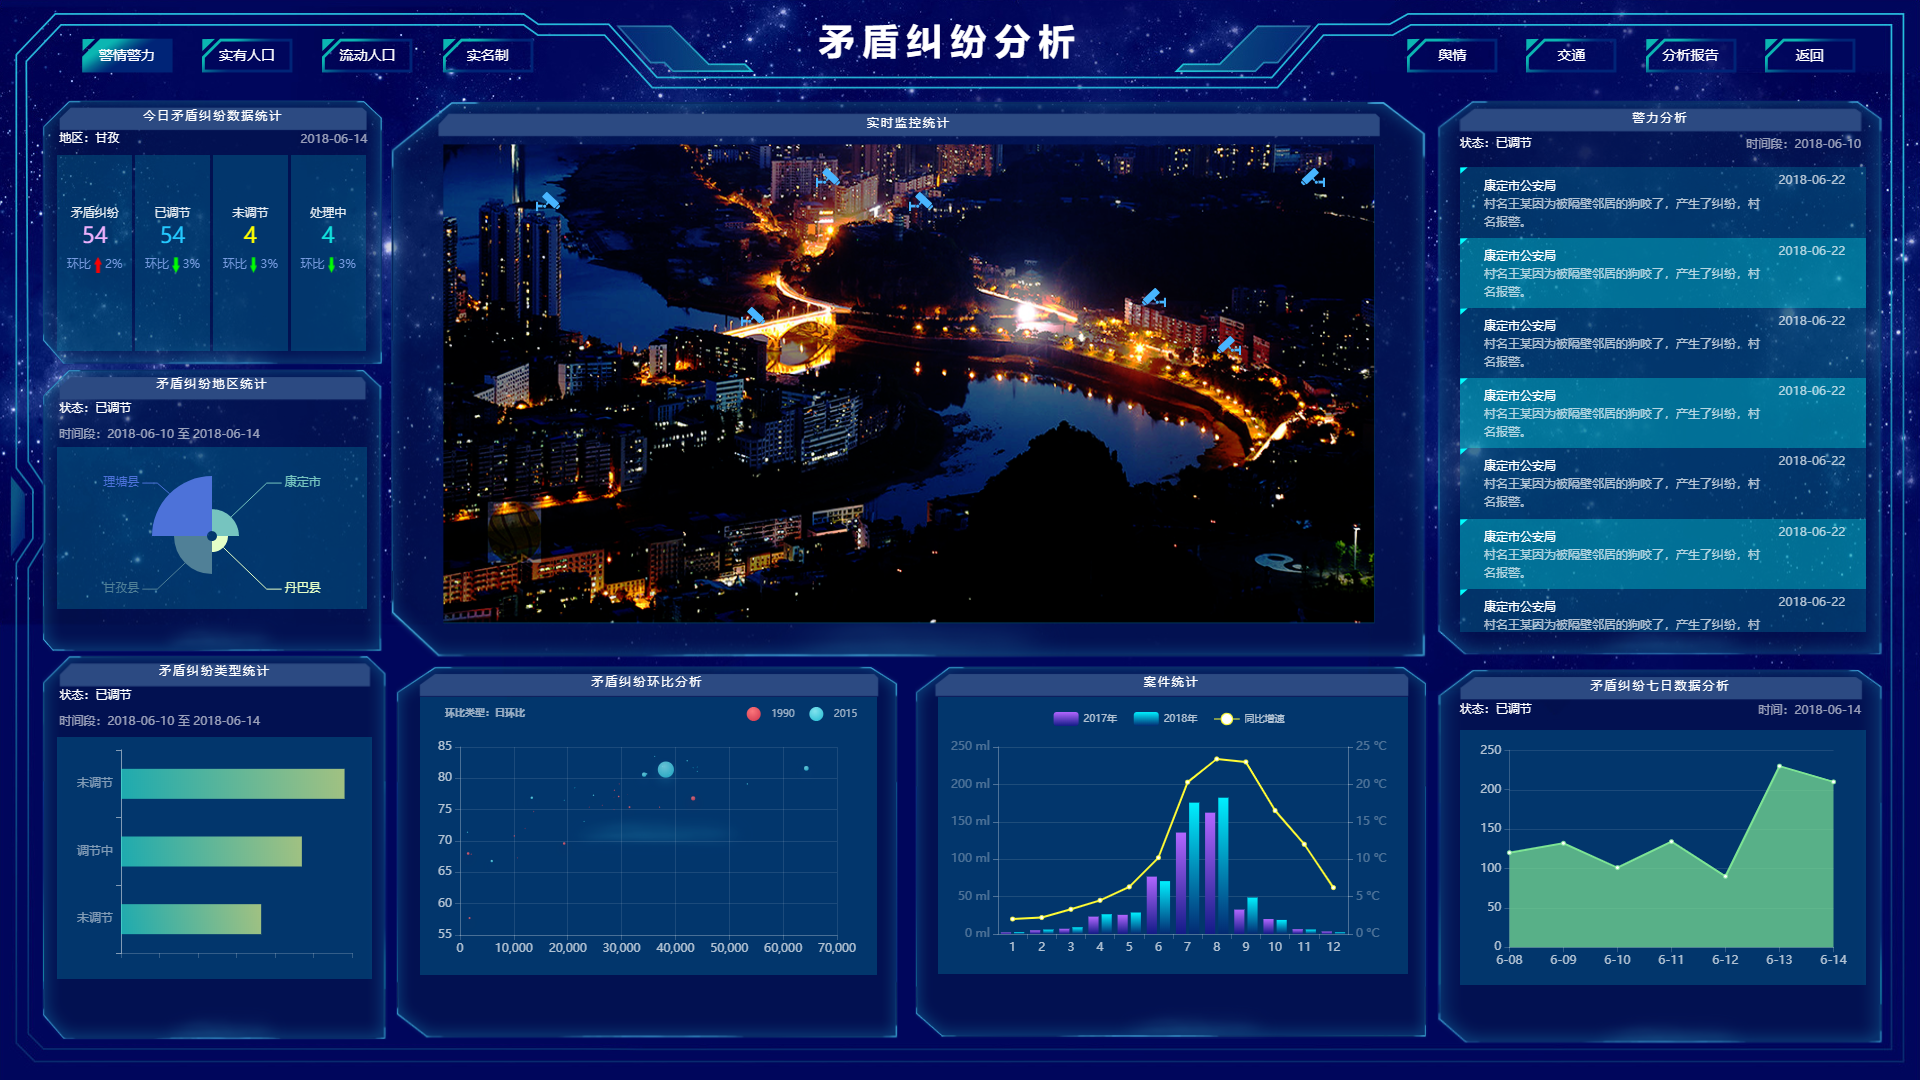 矛盾纠纷分析
警情警力
实有人口
流动人口
实名制
舆情
交通
分析报告
返回
今日矛盾纠纷数据统计
地区：甘孜
2018-06-14
矛盾纠纷
54
环比 2%
已调节
54
环比 3%
未调节
4
环比 3%
处理中
4
环比 3%
矛盾纠纷地区统计
状态：已调节
时间段：2018-06-10 至 2018-06-14
理塘县
康定市
甘孜县
丹巴县
矛盾纠纷类型统计
状态：已调节
时间段：2018-06-10 至 2018-06-14
未调节
调节中
未调节
实时监控统计
矛盾纠纷环比分析
环比类型：日环比
1990
2015
85
80
75
70
65
60
55
0 10,000 20,000 30,000 40,000 50,000 60,000 70,000
案件统计
2017年
2018年
同比增速
250 ml
200 ml
150 ml
100 ml
50 ml
0 ml
25 °C
20 °C
15 °C
10 °C
5 °C
0 °C
1 2 3 4 5 6 7 8 9 10 11 12
警力分析
状态：已调节
时间段：2018-06-10
康定市公安局
2018-06-22
村名王某因为被隔壁邻居的狗咬了，产生了纠纷，村
名报警。
康定市公安局
2018-06-22
村名王某因为被隔壁邻居的狗咬了，产生了纠纷，村
名报警。
康定市公安局
2018-06-22
村名王某因为被隔壁邻居的狗咬了，产生了纠纷，村
名报警。
康定市公安局
2018-06-22
村名王某因为被隔壁邻居的狗咬了，产生了纠纷，村
名报警。
康定市公安局
2018-06-22
村名王某因为被隔壁邻居的狗咬了，产生了纠纷，村
名报警。
康定市公安局
2018-06-22
村名王某因为被隔壁邻居的狗咬了，产生了纠纷，村
名报警。
康定市公安局
2018-06-22
村名王某因为被隔壁邻居的狗咬了，产生了纠纷，村
矛盾纠纷七日数据分析
状态：已调节
时间：2018-06-14
250
200
150
100
50
0
6-08 6-09 6-10 6-11 6-12 6-13 6-14